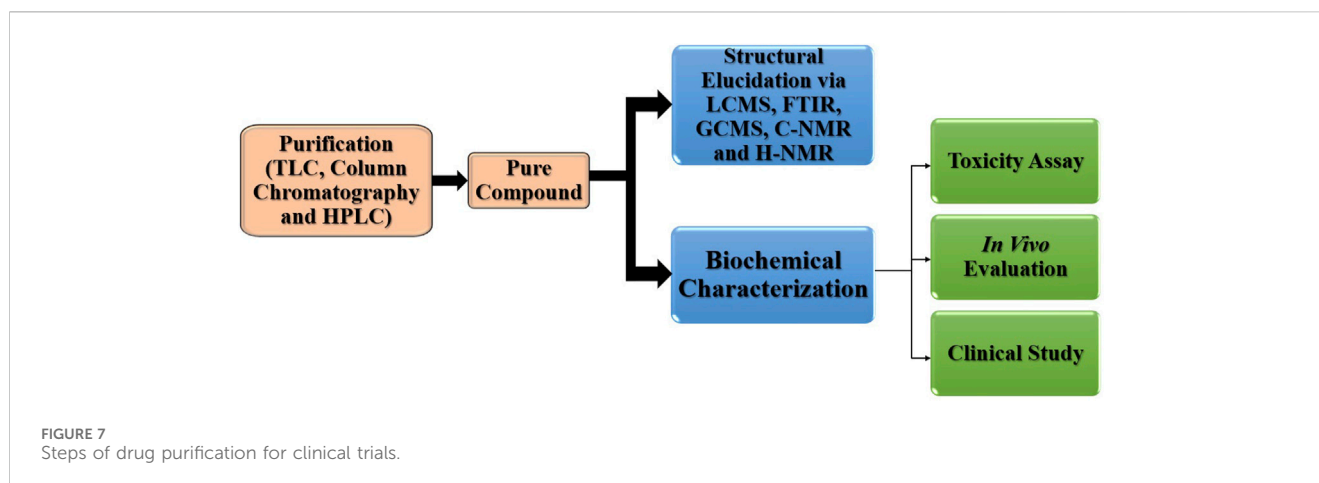 Purification
(TLC, Column
Chromatography
and HPLC)
Pure
Compound
Structural
Elucidation via
LCMS, FTIR,
GCMS, C-NMR
and H-NMR
Biochemical
Characterization
Toxicity Assay
In Vivo
Evaluation
Clinical Study
FIGURE 7
Steps of drug purification for clinical trials.